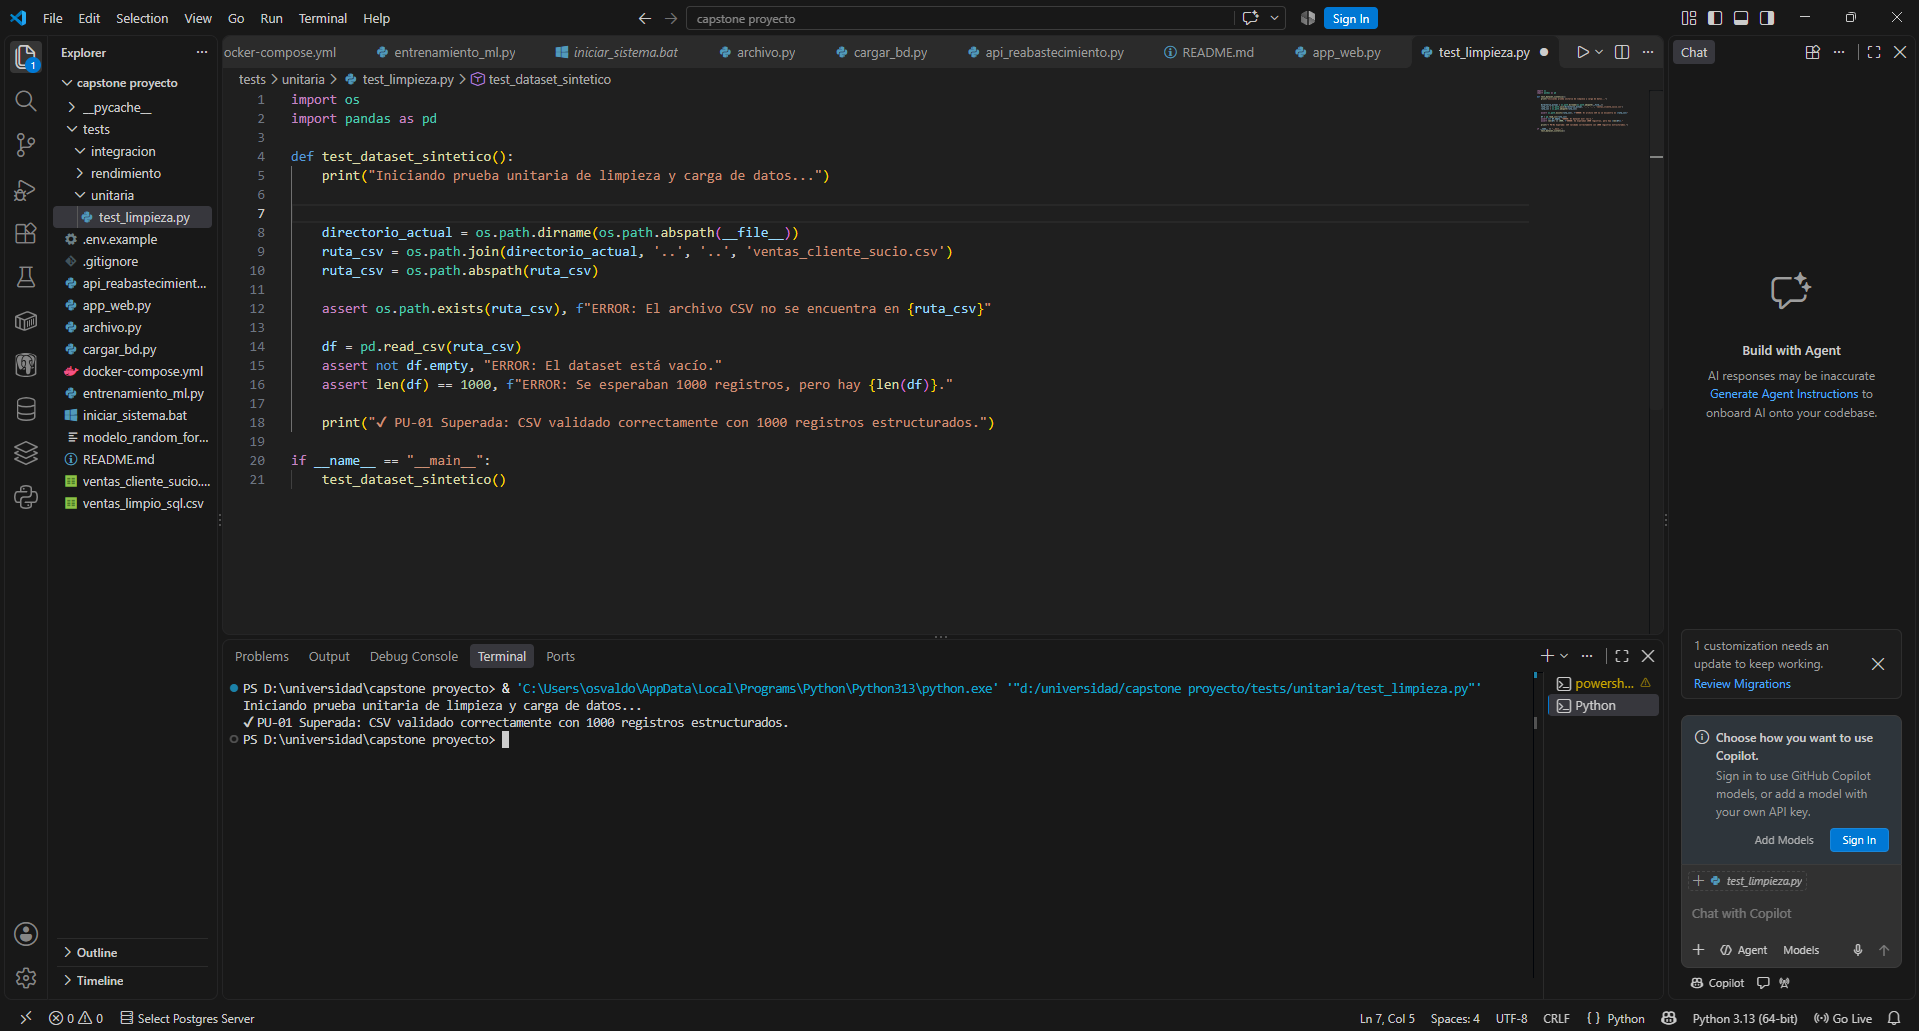 File Edit Selection View Go Run Terminal Help
capstone proyecto
Sign In
Explorer
capstone proyecto
__pycache__
tests
integracion
rendimiento
unitaria
test_limpieza.py
.env.example
.gitignore
api_reabastecimient...
app_web.py
archivo.py
cargar_bd.py
docker-compose.yml
entrenamiento_ml.py
iniciar_sistema.bat
modelo_random_for...
README.md
ventas_cliente_sucio....
ventas_limpio_sql.csv
Outline
Timeline
1
ocker-compose.yml entrenamiento_ml.py iniciar_sistema.bat archivo.py cargar_bd.py api_reabastecimiento.py README.md app_web.py test_limpieza.py
tests > unitaria > test_limpieza.py > test_dataset_sintetico
1 import os
2 import pandas as pd
3
4 def test_dataset_sintetico():
5 print("Iniciando prueba unitaria de limpieza y carga de datos...")
6
7
8 directorio_actual = os.path.dirname(os.path.abspath(__file__))
9 ruta_csv = os.path.join(directorio_actual, '..', '..', 'ventas_cliente_sucio.csv')
10 ruta_csv = os.path.abspath(ruta_csv)
11
12 assert os.path.exists(ruta_csv), f"ERROR: El archivo CSV no se encuentra en {ruta_csv}"
13
14 df = pd.read_csv(ruta_csv)
15 assert not df.empty, "ERROR: El dataset está vacío."
16 assert len(df) == 1000, f"ERROR: Se esperaban 1000 registros, pero hay {len(df)}."
17
18 print("✓ PU-01 Superada: CSV validado correctamente con 1000 registros estructurados.")
19
20 if __name__ == "__main__":
21 test_dataset_sintetico()
Problems Output Debug Console Terminal Ports
PS D:\universidad\capstone proyecto> & 'C:\Users\osvaldo\AppData\Local\Programs\Python\Python313\python.exe' '"d:/universidad/capstone proyecto/tests/unitaria/test_limpieza.py"'
Iniciando prueba unitaria de limpieza y carga de datos...
✓ PU-01 Superada: CSV validado correctamente con 1000 registros estructurados.
PS D:\universidad\capstone proyecto>
powersh...
Python
Chat
Build with Agent
AI responses may be inaccurate
Generate Agent Instructions to
onboard AI onto your codebase.
1 customization needs an
update to keep working.
Review Migrations
Choose how you want to use
Copilot.
Sign in to use GitHub Copilot
models, or add a model with
your own API key.
Add Models Sign In
test_limpieza.py
Chat with Copilot
Agent Models
Copilot
0 0 Select Postgres Server
Ln 7, Col 5 Spaces: 4 UTF-8 CRLF { } Python Python 3.13 (64-bit) Go Live